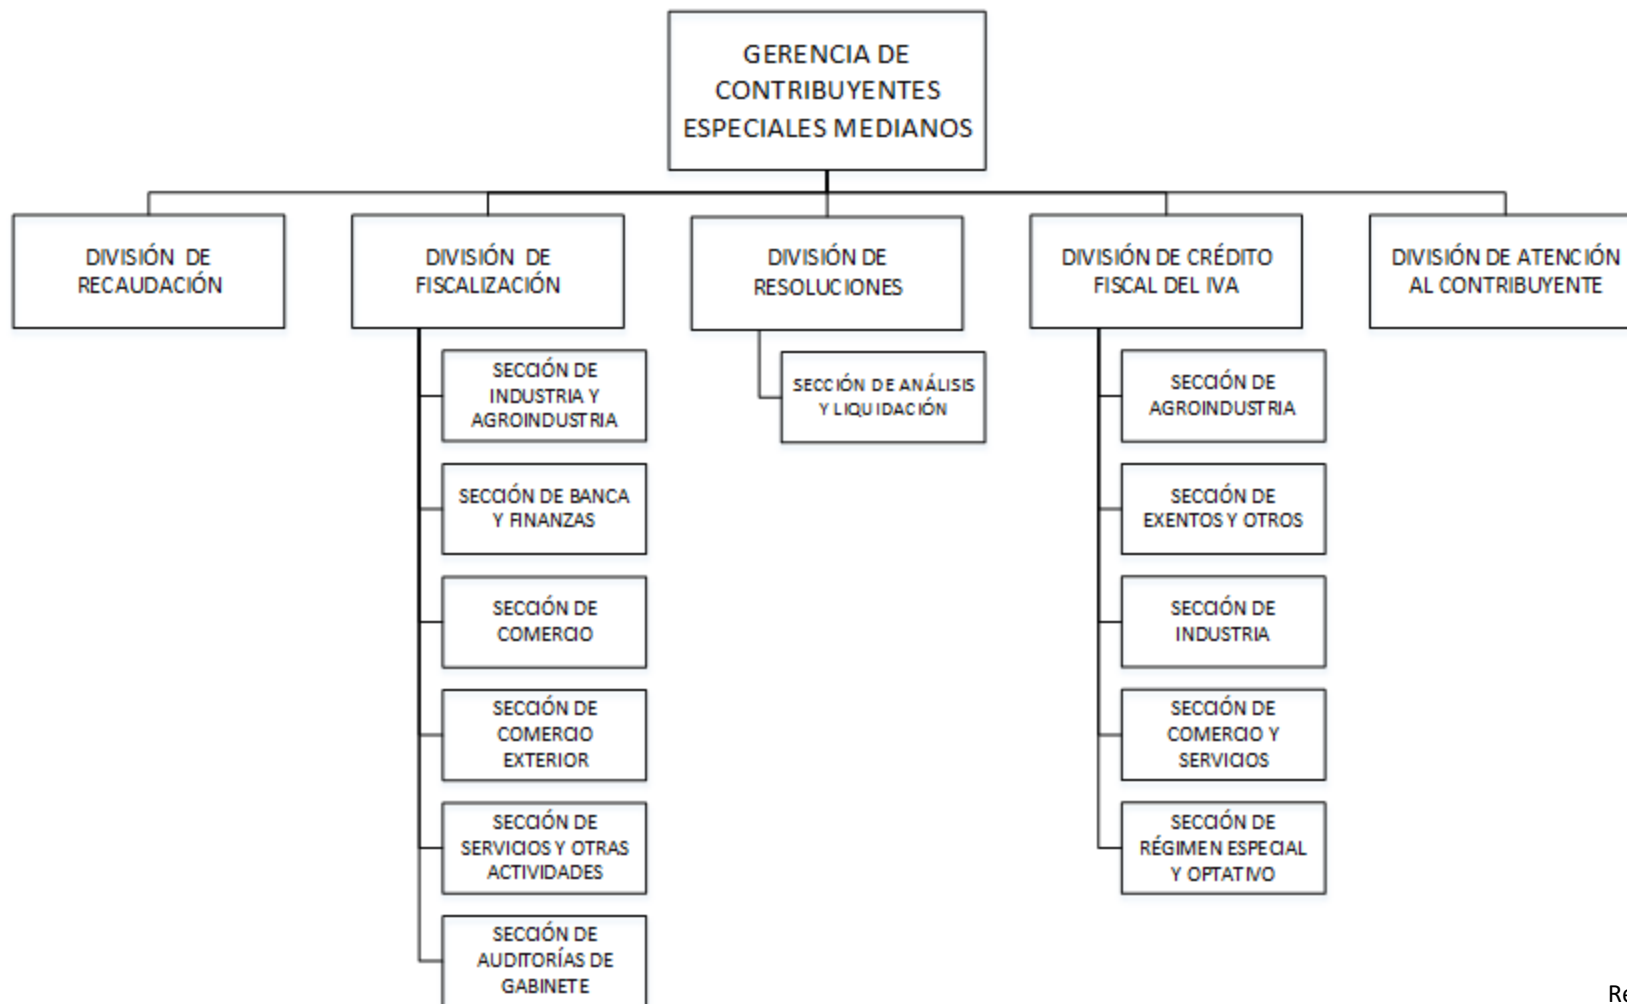 GERENCIA DE
CONTRIBUYENTES
ESPECIALES MEDIANOS
DIVISIÓN DE
RECAUDACIÓN
DIVISIÓN DE
FISCALIZACIÓN
DIVISIÓN DE
RESOLUCIONES
DIVISIÓN DE CRÉDITO
FISCAL DEL IVA
DIVISIÓN DE ATENCIÓN
AL CONTRIBUYENTE
SECCIÓN DE
INDUSTRIA Y
AGROINDUSTRIA
SECCIÓN DE BANCA
Y FINANZAS
SECCIÓN DE
COMERCIO
SECCIÓN DE
COMERCIO
EXTERIOR
SECCIÓN DE
SERVICIOS Y OTRAS
ACTIVIDADES
SECCIÓN DE
AUDITORÍAS DE
GABINETE
SECCIÓN DE ANÁLISIS
Y LIQUIDACIÓN
SECCIÓN DE
AGROINDUSTRIA
SECCIÓN DE
EXENTOS Y OTROS
SECCIÓN DE
INDUSTRIA
SECCIÓN DE
COMERCIO Y
SERVICIOS
SECCIÓN DE
RÉGIMEN ESPECIAL
Y OPTATIVO